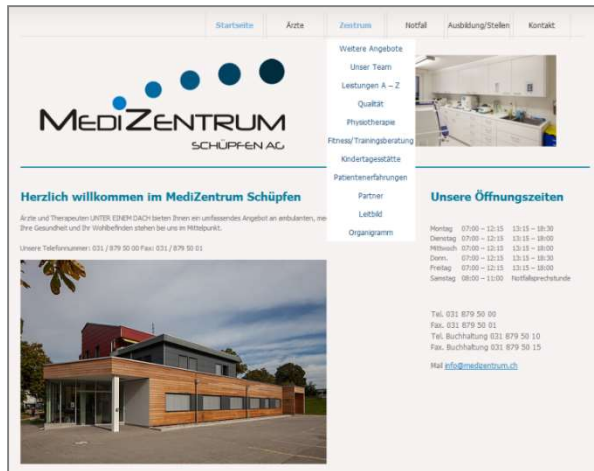 Startseite Ärzte Zentrum Notfall Ausbildung/Stellen Kontakt
Weitere Angebote
Unser Team
Leistungen A – Z
Qualität
Physiotherapie
Fitness/Trainingsberatung
Kindertagesstätte
Patientenerfahrungen
Partner
Leitbild
Organigramm
MEDIZENTRUM
SCHÜPFEN AG
Herzlich willkommen im MediZentrum Schüpfen
Ärzte und Therapeuten UNTER EINEM DACH bieten Ihnen ein umfassendes Angebot an ambulanten,
Ihre Gesundheit und Ihr Wohlbefinden stehen bei uns im Mittelpunkt.
Unsere Telefonnummer: 031 / 879 50 00 Fax: 031 / 879 50 01
Unsere Öffnungszeiten
Montag 07:00 – 12:15 13:15 – 18:30
Dienstag 07:00 – 12:15 13:15 – 18:00
Mittwoch 07:00 – 12:15 13:15 – 18:00
Donn. 07:00 – 12:15 13:15 – 18:30
Freitag 07:00 – 12:15 13:15 – 18:00
Samstag 08:00 – 11:00 Notfallsprechstunde
Tel. 031 879 50 00
Fax. 031 879 50 01
Tel. Buchhaltung 031 879 50 10
Fax. Buchhaltung 031 879 50 15
Mail info@medizentrum.ch